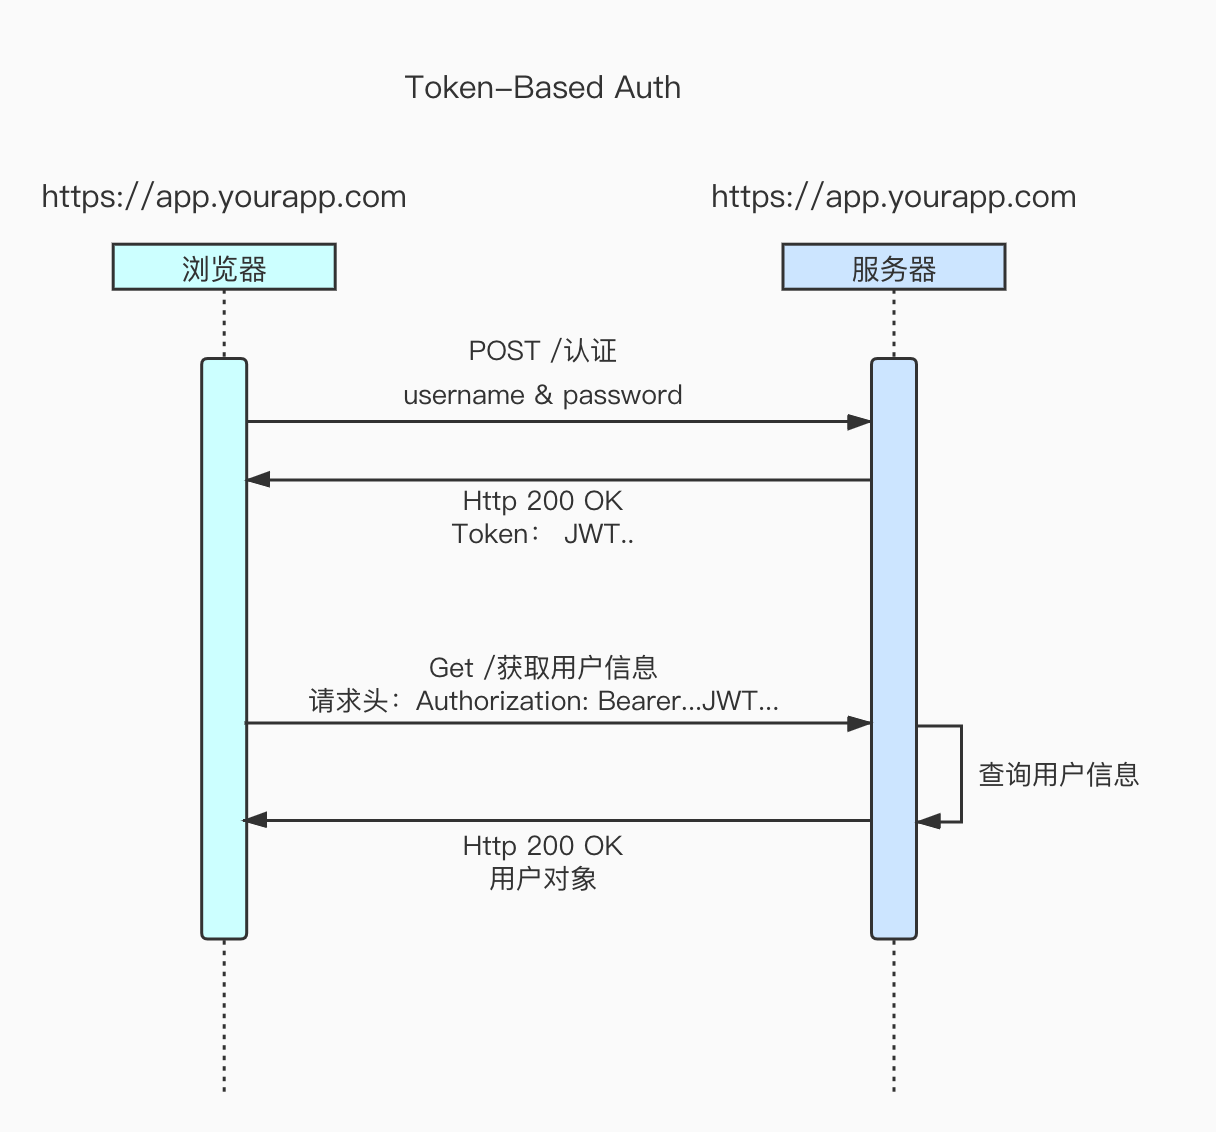 Token–Based Auth
https://app.yourapp.com
https://app.yourapp.com
浏览器
服务器
POST /认证
username & password
Http 200 OK
Token： JWT..
Get /获取用户信息
请求头：Authorization: Bearer...JWT...
查询用户信息
Http 200 OK
用户对象